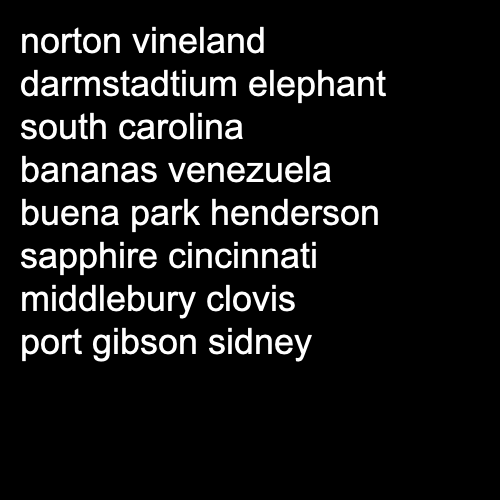 norton vineland
darmstadtium elephant
south carolina
bananas venezuela
buena park henderson
sapphire cincinnati
middlebury clovis
port gibson sidney